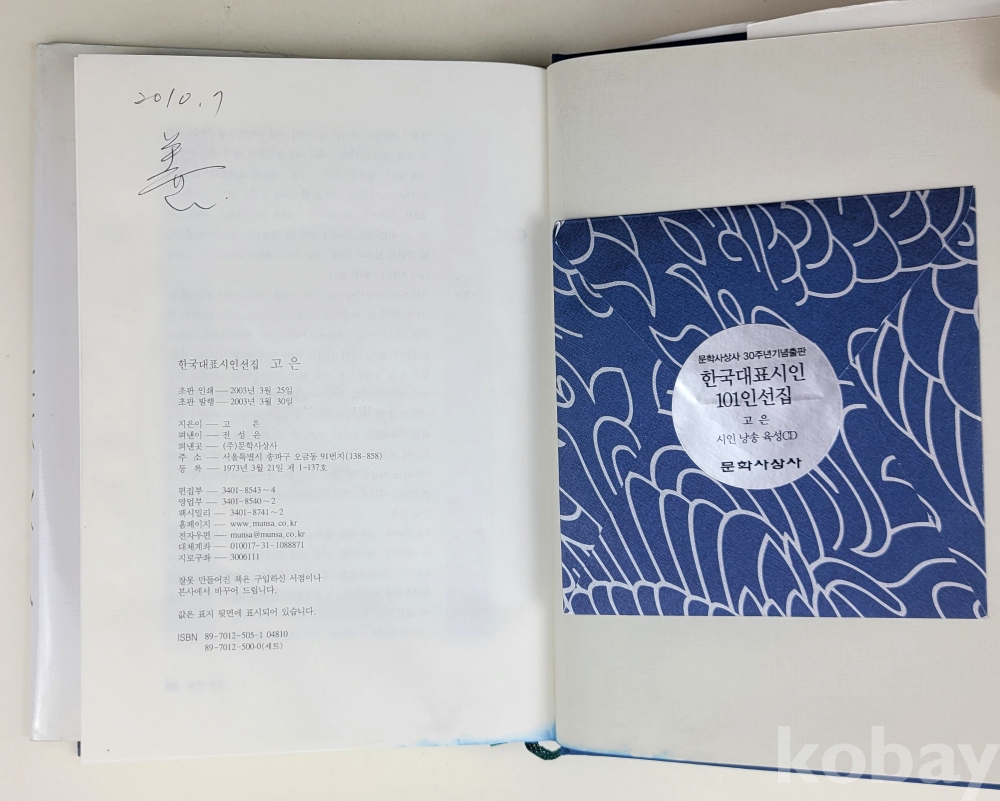 2010. 7
한국대표시인선집 고 은
초판 인쇄 — 2003년 3월 25일
초판 발행 — 2003년 3월 30일
지은이 — 고 은
펴낸이 — 전 성 은
펴낸곳 — (주)문학사상사
주 소 — 서울특별시 송파구 오금동 91번지(138-858)
등 록 — 1973년 3월 21일 제 1-137호
편집부 — 3401-8543~4
영업부 — 3401-8540~2
팩시밀리 — 3401-8741~2
홈페이지 — www.munsa.co.kr
전자우편 — munsa@munsa.co.kr
대체계좌 — 010017-31-1088871
지로구좌 — 3006111
잘못 만들어진 책은 구입하신 서점이나
본사에서 바꾸어 드립니다.
값은 표지 뒷면에 표시되어 있습니다.
ISBN 89-7012-505-1 04810
89-7012-500-0(세트)
문학사상사 30주년기념출판
한국대표시인
101인선집
고 은
시인 낭송 육성CD
문학사상사
kobay